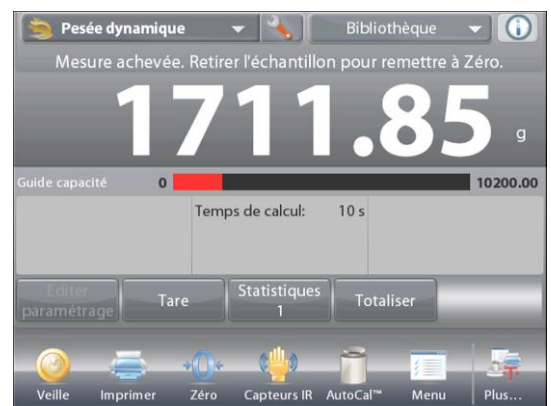 Pesée dynamique
Bibliothèque
Mesure achevée. Retirer l'échantillon pour remettre à Zéro.
1711.85 g
Guide capacité 0 10200.00
Temps de calcul: 10 s
Editer paramétrage
Tare
Statistiques 1
Totaliser
Veille
Imprimer
Zéro
Capteurs IR
AutoCal™
Menu
Plus...